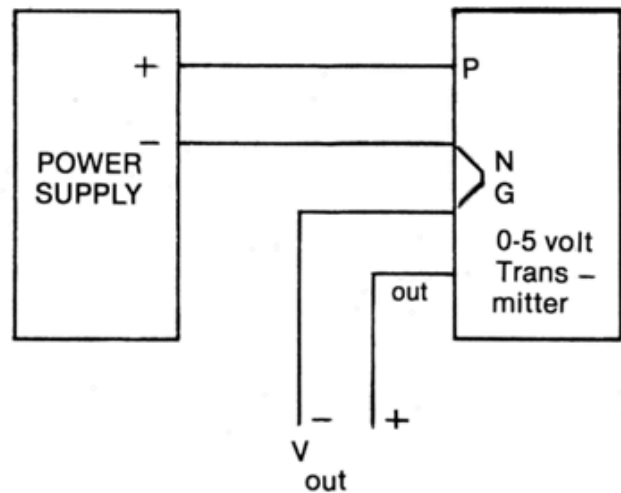 +
-
POWER
SUPPLY
P
N
G
0-5 volt
Trans -
mitter
out
- +
V
out